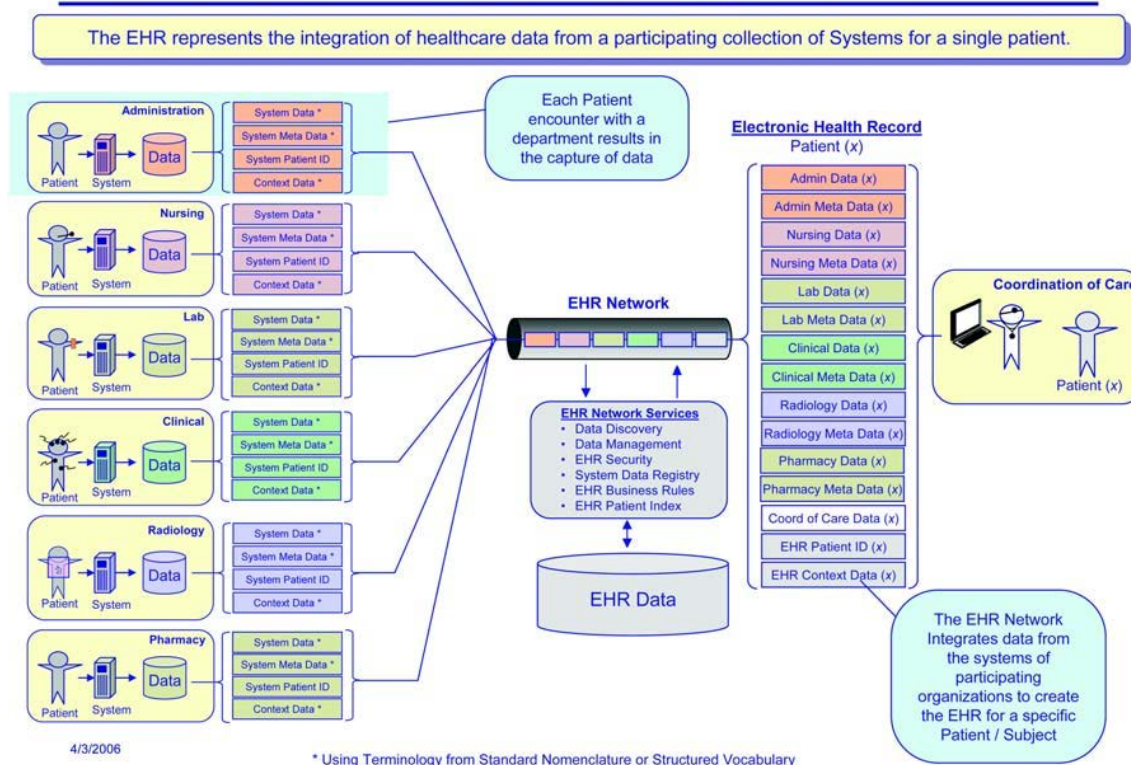 The EHR represents the integration of healthcare data from a participating collection of Systems for a single patient.
Administration
Patient
System
Data
System Data *
System Meta Data *
System Patient ID
Context Data *
Nursing
Patient
System
Data
System Data *
System Meta Data *
System Patient ID
Context Data *
Lab
Patient
System
Data
System Data *
System Meta Data *
System Patient ID
Context Data *
Clinical
Patient
System
Data
System Data *
System Meta Data *
System Patient ID
Context Data *
Radiology
Patient
System
Data
System Data *
System Meta Data *
System Patient ID
Context Data *
Pharmacy
Patient
System
Data
System Data *
System Meta Data *
System Patient ID
Context Data *
Each Patient
encounter with a
department results in
the capture of data
EHR Network
EHR Network Services
• Data Discovery
• Data Management
• EHR Security
• System Data Registry
• EHR Business Rules
• EHR Patient Index
EHR Data
Electronic Health Record
Patient (x)
Admin Data (x)
Admin Meta Data (x)
Nursing Data (x)
Nursing Meta Data (x)
Lab Data (x)
Lab Meta Data (x)
Clinical Data (x)
Clinical Meta Data (x)
Radiology Data (x)
Radiology Meta Data (x)
Pharmacy Data (x)
Pharmacy Meta Data (x)
Coord of Care Data (x)
EHR Patient ID (x)
EHR Context Data (x)
Coordination of Care
Patient (x)
The EHR Network
Integrates data from
the systems of
participating
organizations to create
the EHR for a specific
Patient / Subject
4/3/2006
* Using Terminology from Standard Nomenclature or Structured Vocabulary